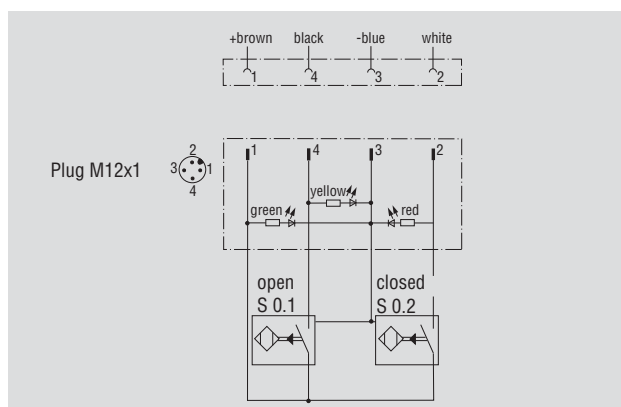 +brown black -blue white
1 4 3 2
Plug M12x1
2
3 1
4
1 4 3 2
yellow
green red
open closed
S 0.1 S 0.2